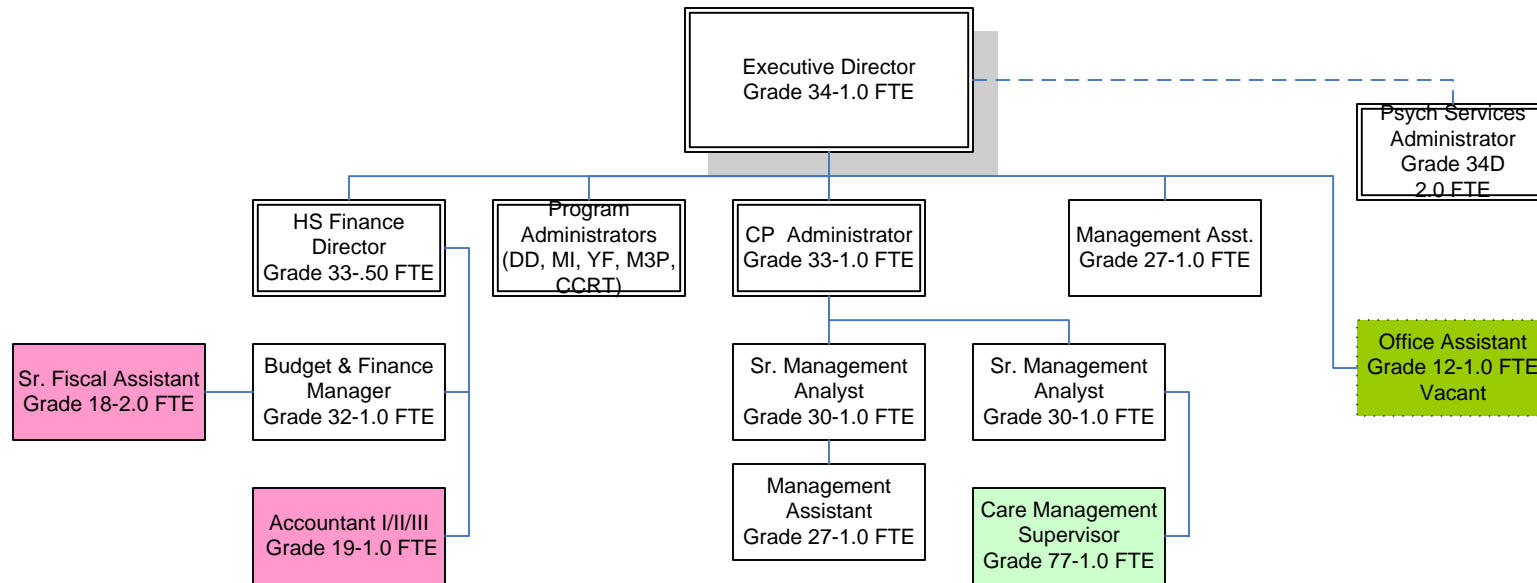 Executive Director
Grade 34-1.0 FTE
Psych Services
Administrator
Grade 34D
2.0 FTE
HS Finance
Director
Grade 33-.50 FTE
Program
Administrators
(DD, MI, YF, M3P,
CCRT)
CP Administrator
Grade 33-1.0 FTE
Management Asst.
Grade 27-1.0 FTE
Sr. Fiscal Assistant
Grade 18-2.0 FTE
Budget & Finance
Manager
Grade 32-1.0 FTE
Sr. Management
Analyst
Grade 30-1.0 FTE
Sr. Management
Analyst
Grade 30-1.0 FTE
Office Assistant
Grade 12-1.0 FTE
Vacant
Accountant I/II/III
Grade 19-1.0 FTE
Management
Assistant
Grade 27-1.0 FTE
Care Management
Supervisor
Grade 77-1.0 FTE